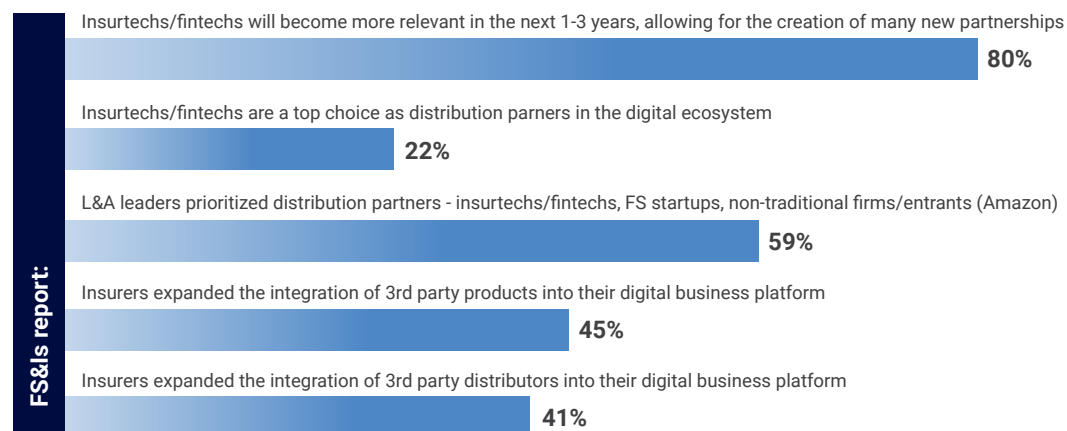 FS&Is report:
Insurtechs/fintechs will become more relevant in the next 1-3 years, allowing for the creation of many new partnerships
80%
Insurtechs/fintechs are a top choice as distribution parners in the digital ecosystem
22%
L&A leaders prioritized distribution partners - insurtechs/fintechs, FS startups, non-traditional firms/entrants (Amazon)
59%
Insurers expanded the integration of 3rd party products into their digital business platform
45%
Insurers expanded the integration of 3rd party distributors into their digital business platform
41%